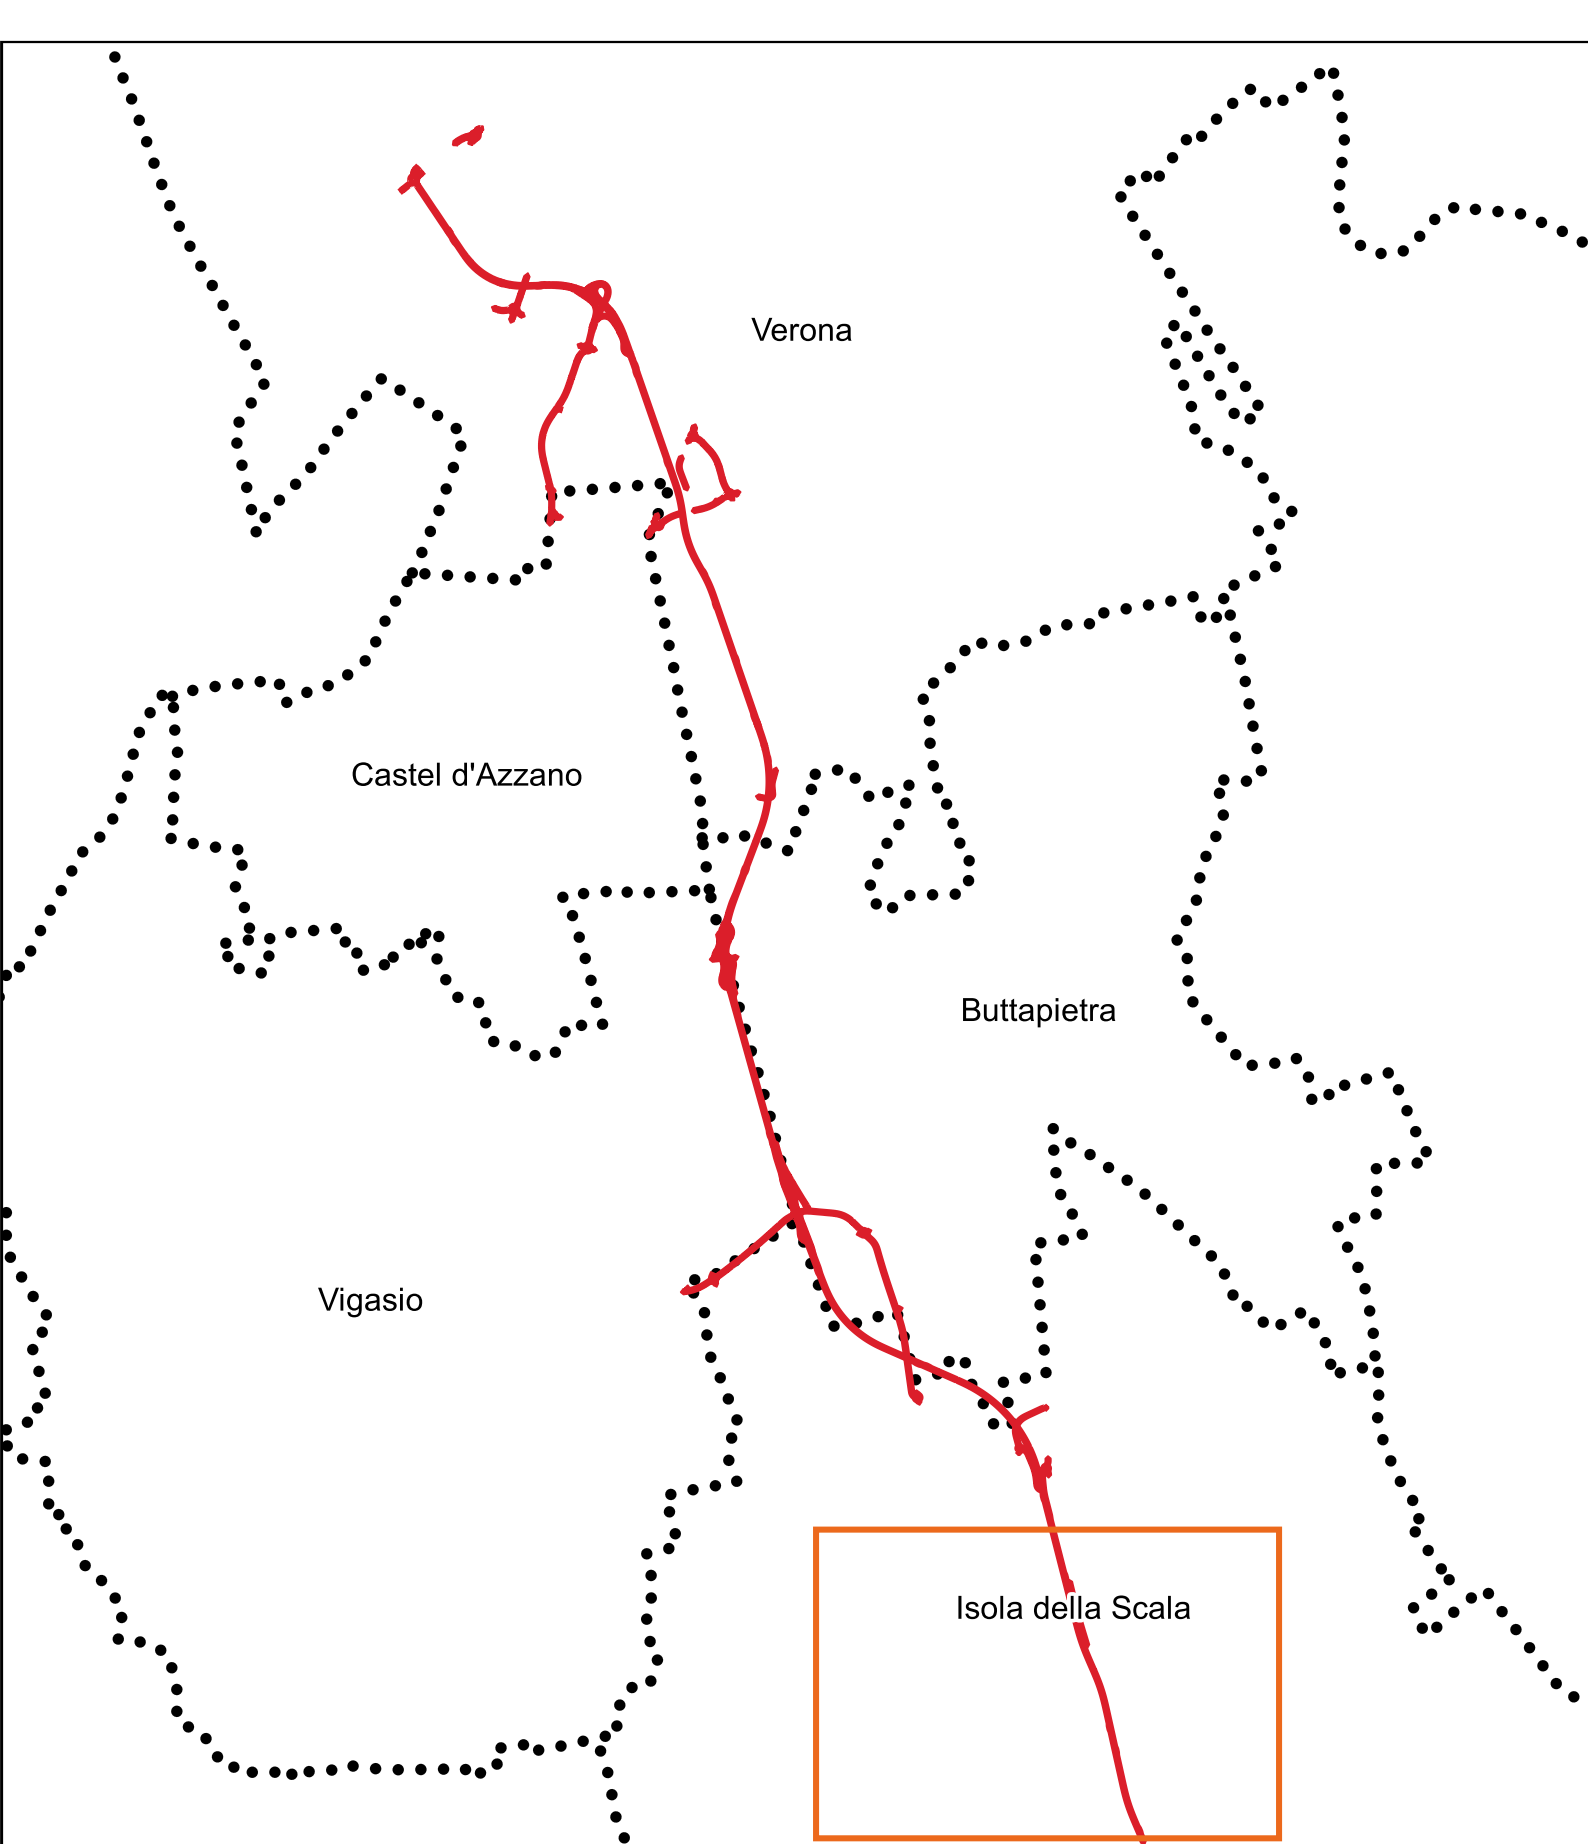 Verona
Castel d'Azzano
Buttapietra
Vigasio
Isola della Scala